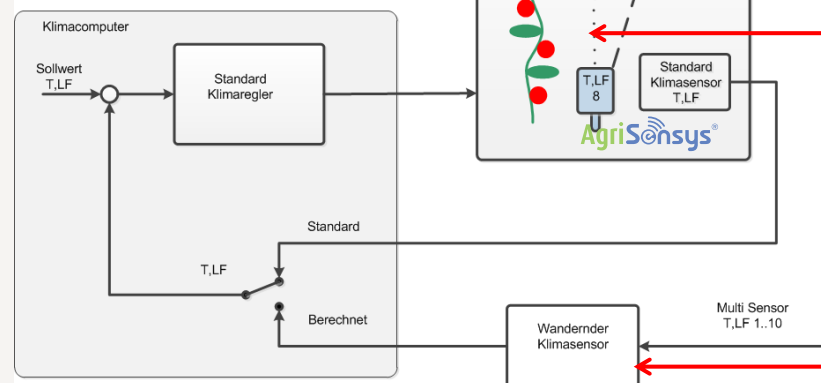 Klimacomputer
Sollwert
T,LF
Standard
Klimaregler
T,LF
8
Standard
Klimasensor
T,LF
AgriSensys®
Standard
T,LF
Berechnet
Wandernder
Klimasensor
Multi Sensor
T,LF 1..10